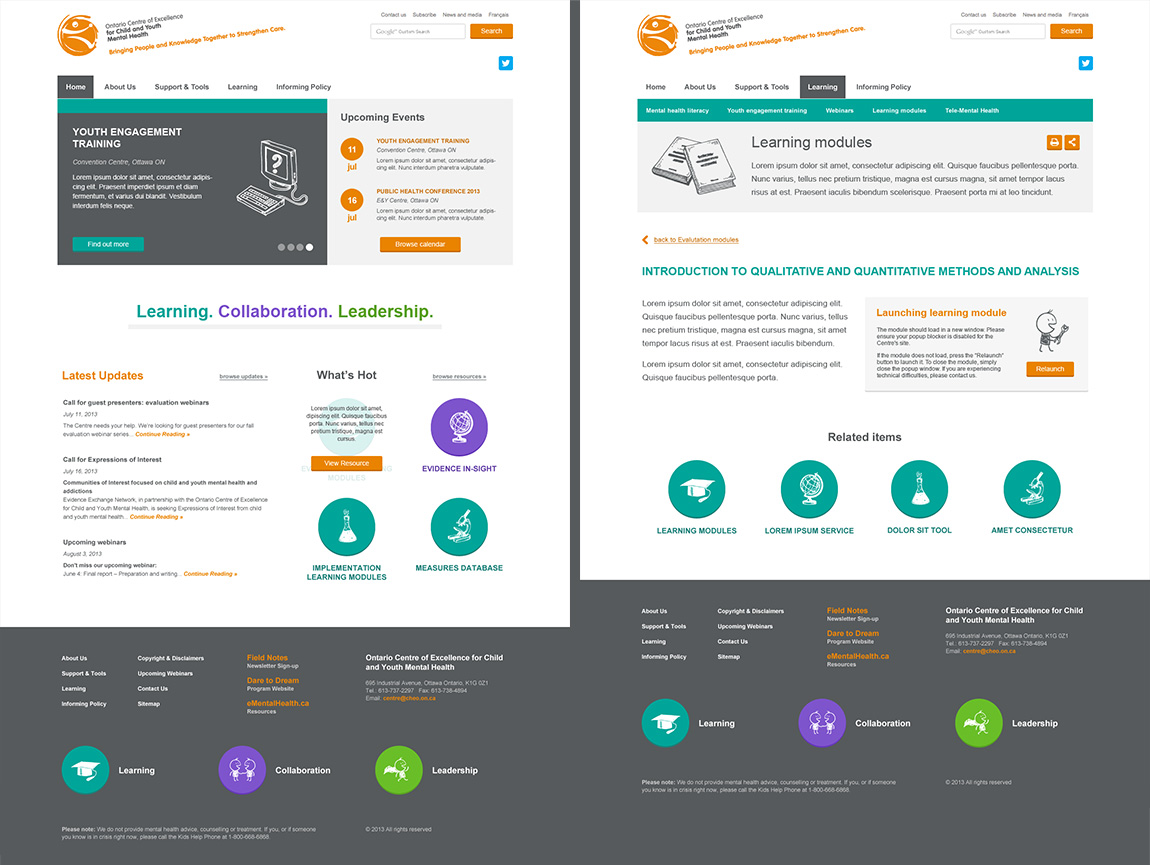 Ontario Centre of Excellence
for Child and Youth
Mental Health
Bringing People and Knowledge Together to Strengthen Care.
Contact us Subscribe News and media Français
Google™ Custom Search
Search
Home About Us Support & Tools Learning Informing Policy
YOUTH ENGAGEMENT
TRAINING
Convention Centre, Ottawa ON
Lorem ipsum dolor sit amet, consectetur adipis-
cing elit. Praesent imperdiet ipsum et diam
fermentum, et varius dui blandit. Vestibulum
interdum felis neque.
Find out more
?
Upcoming Events
11
jul
YOUTH ENGAGEMENT TRAINING
Convention Centre, Ottawa ON
Lorem ipsum dolor sit amet, consectetur adipis-
cing elit. Nunc interdum pharetra vulputate.
16
jul
PUBLIC HEALTH CONFERENCE 2013
E&Y Centre, Ottawa ON
Lorem ipsum dolor sit amet, consectetur adipis-
cing elit. Nunc interdum pharetra vulputate.
Browse calendar
Learning. Collaboration. Leadership.
Latest Updates
browse updates »
Call for guest presenters: evaluation webinars
July 11, 2013
The Centre needs your help. We're looking for guest presenters for our fall
evaluation webinar series... Continue Reading »
Call for Expressions of Interest
July 16, 2013
Communities of Interest focused on child and youth mental health and
addictions
Evidence Exchange Network, in partnership with the Ontario Centre of Excellence
for Child and Youth Mental Health, is seeking Expressions of Interest from child
and youth mental health... Continue Reading »
Upcoming webinars
August 3, 2013
Don't miss our upcoming webinar:
June 4: Final report – Preparation and writing... Continue Reading »
What's Hot
browse resources »
Lorem ipsum dolor sit amet,
dipiscing elit. Quisque faucibus
porta. Nunc varius, tellus nec
pretium tristique, magna est
cursus.
View Resource
MODULES
EVIDENCE IN-SIGHT
IMPLEMENTATION
LEARNING MODULES
MEASURES DATABASE
About Us
Support & Tools
Learning
Informing Policy
Copyright & Disclaimers
Upcoming Webinars
Contact Us
Sitemap
Field Notes
Newsletter Sign-up
Dare to Dream
Program Website
eMentalHealth.ca
Resources
Ontario Centre of Excellence for Child
and Youth Mental Health
695 Industrial Avenue, Ottawa Ontario, K1G 0Z1
Tel.: 613-737-2297 Fax: 613-738-4894
Email: centre@cheo.on.ca
Learning
Collaboration
Leadership
Please note: We do not provide mental health advice, counselling or treatment. If you, or if someone
you know is in crisis right now, please call the Kids Help Phone at 1-800-668-6868.
© 2013 All rights reserved
Ontario Centre of Excellence
for Child and Youth
Mental Health
Bringing People and Knowledge Together to Strengthen Care.
Contact us Subscribe News and media Français
Google™ Custom Search
Search
Home About Us Support & Tools Learning Informing Policy
Mental health literacy Youth engagement training Webinars Learning modules Tele-Mental Health
Learning modules
Lorem ipsum dolor sit amet, consectetur adipiscing elit. Quisque faucibus pellentesque porta.
Nunc varius, tellus nec pretium tristique, magna est cursus magna, sit amet tempor lacus
risus at est. Praesent iaculis bibendum scelerisque. Praesent porta mi at leo tincidunt.
back to Evalutation modules
INTRODUCTION TO QUALITATIVE AND QUANTITATIVE METHODS AND ANALYSIS
Lorem ipsum dolor sit amet, consectetur adipiscing elit.
Quisque faucibus pellentesque porta. Nunc varius, tellus
nec pretium tristique, magna est cursus magna, sit amet
tempor lacus risus at est. Praesent iaculis bibendum.
Lorem ipsum dolor sit amet, consectetur adipiscing elit.
Quisque faucibus pellentesque porta.
Launching learning module
The module should load in a new window. Please
ensure your popup blocker is disabled for the
Centre's site.
If the module does not load, press the "Relaunch"
button to launch it. To close the module, simply
close the popup window. If you are experiencing
technical difficulties, please contact us.
Relaunch
Related items
LEARNING MODULES
LOREM IPSUM SERVICE
DOLOR SIT TOOL
AMET CONSECTETUR
About Us
Support & Tools
Learning
Informing Policy
Copyright & Disclaimers
Upcoming Webinars
Contact Us
Sitemap
Field Notes
Newsletter Sign-up
Dare to Dream
Program Website
eMentalHealth.ca
Resources
Ontario Centre of Excellence for Child
and Youth Mental Health
695 Industrial Avenue, Ottawa Ontario, K1G 0Z1
Tel.: 613-737-2297 Fax: 613-738-4894
Email: centre@cheo.on.ca
Learning
Collaboration
Leadership
Please note: We do not provide mental health advice, counselling or treatment. If you, or if someone
you know is in crisis right now, please call the Kids Help Phone at 1-800-668-6868.
© 2013 All rights reserved